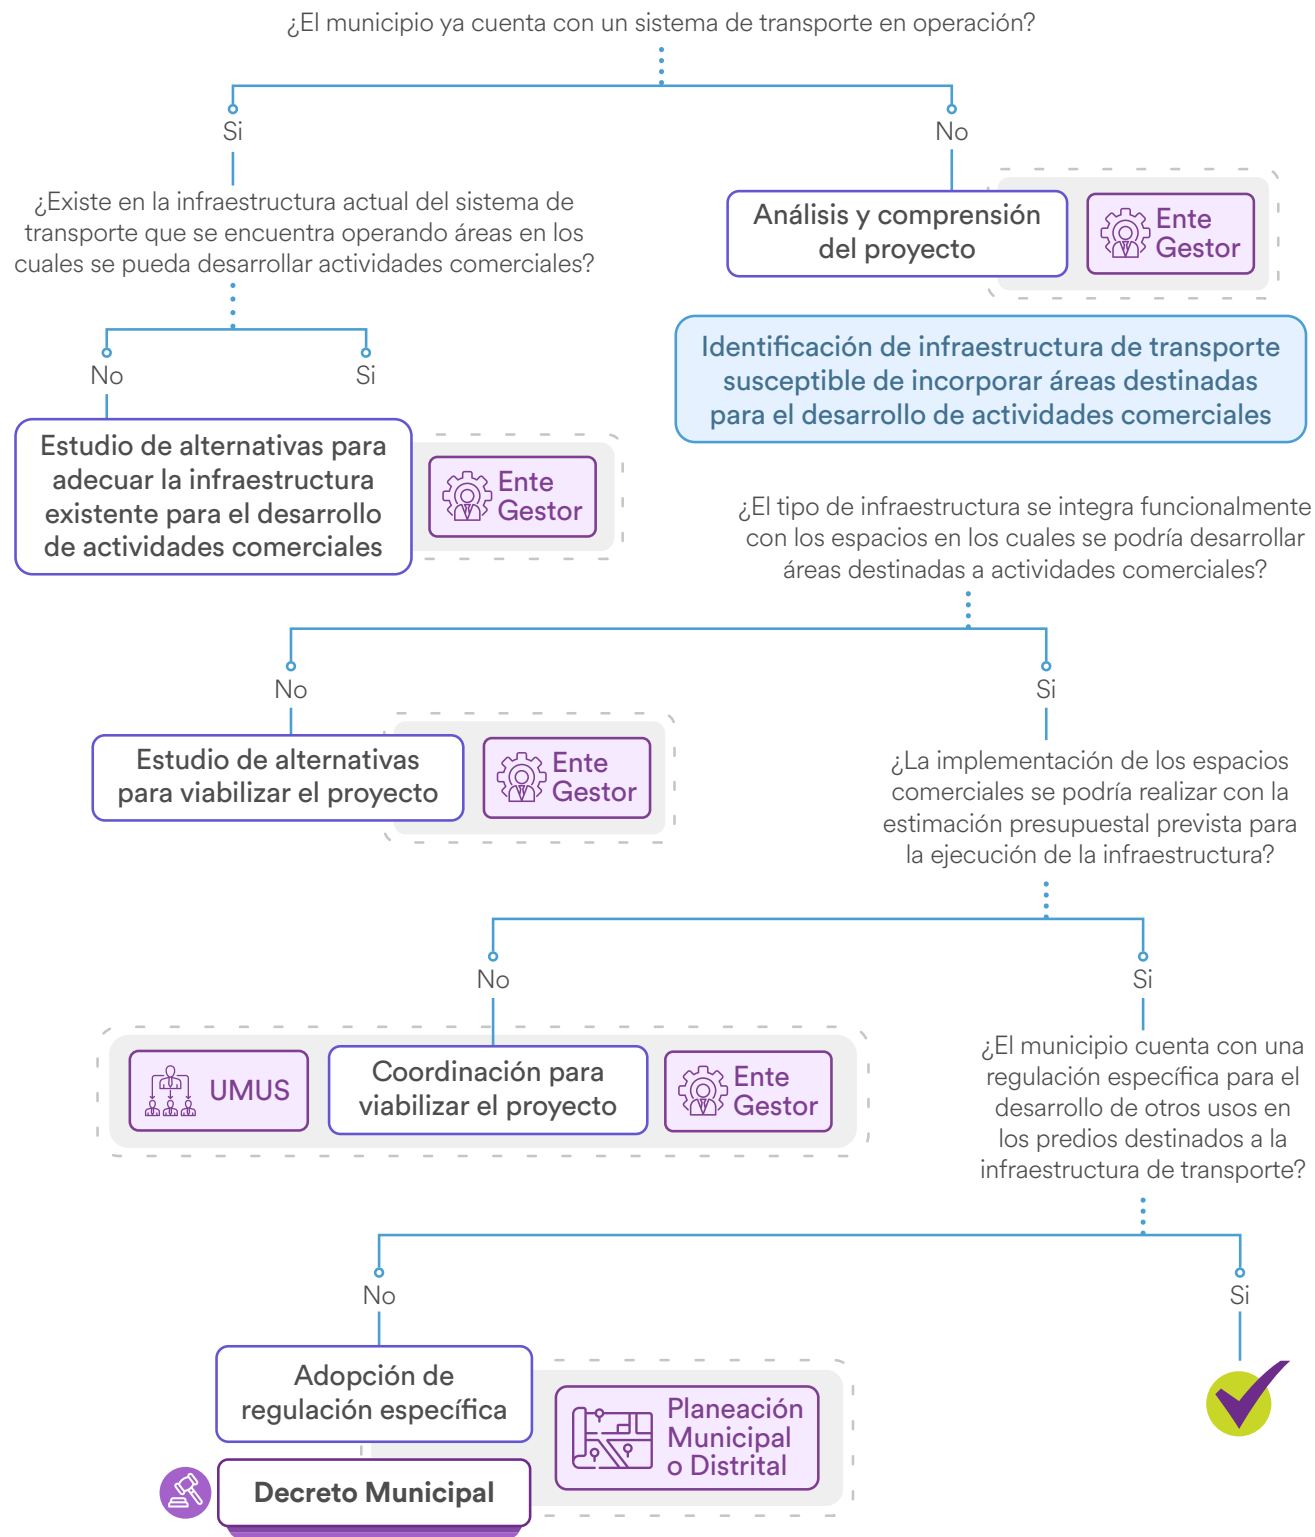 ¿El municipio ya cuenta con un sistema de transporte en operación?
Si
No
¿Existe en la infraestructura actual del sistema de
transporte que se encuentra operando áreas en los
cuales se pueda desarrollar actividades comerciales?
Análisis y comprensión
del proyecto
Ente
Gestor
Identificación de infraestructura de transporte
susceptible de incorporar áreas destinadas
para el desarrollo de actividades comerciales
No
Si
Estudio de alternativas para
adecuar la infraestructura
existente para el desarrollo
de actividades comerciales
Ente
Gestor
¿El tipo de infraestructura se integra funcionalmente
con los espacios en los cuales se podría desarrollar
áreas destinadas a actividades comerciales?
No
Si
Estudio de alternativas
para viabilizar el proyecto
Ente
Gestor
¿La implementación de los espacios
comerciales se podría realizar con la
estimación presupuestal prevista para
la ejecución de la infraestructura?
No
Si
UMUS
Coordinación para
viabilizar el proyecto
Ente
Gestor
¿El municipio cuenta con una
regulación específica para el
desarrollo de otros usos en
los predios destinados a la
infraestructura de transporte?
No
Si
Adopción de
regulación específica
Planeación
Municipal
o Distrital
Decreto Municipal